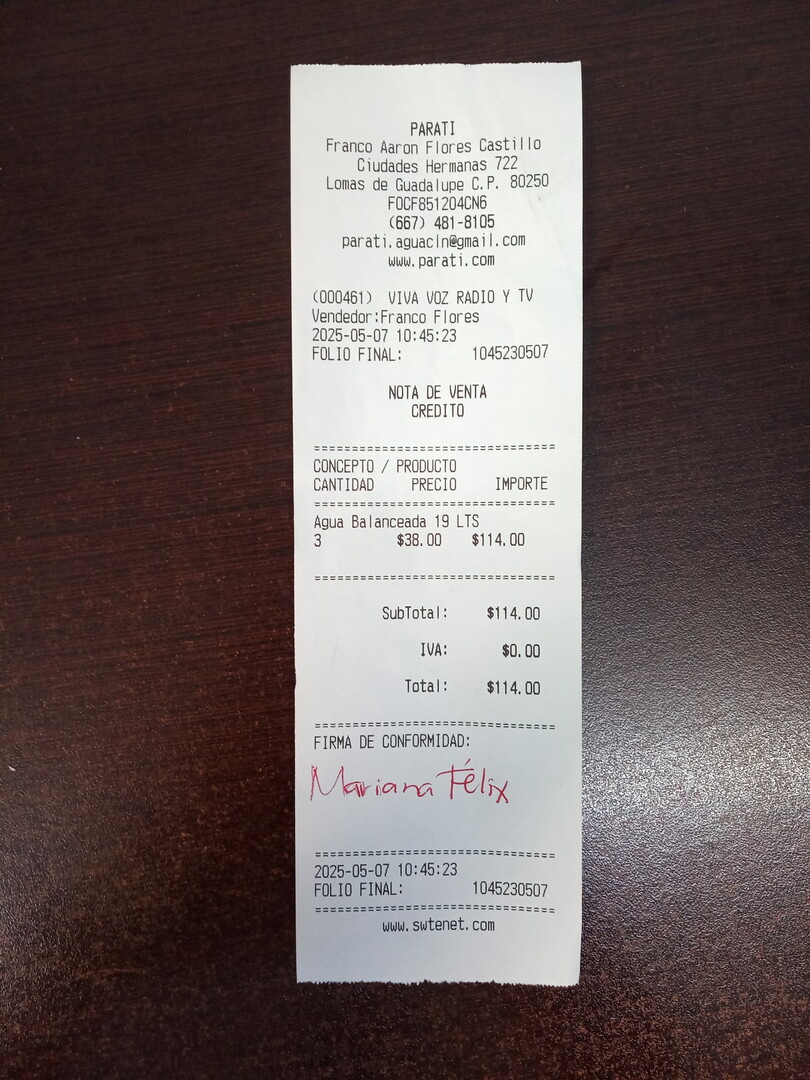 PARATI
Franco Aaron Flores Castillo
Ciudades Hermanas 722
Lomas de Guadalupe C.P. 80250
FOCF851204CN6
(667) 481-8105
parati.aguacln@gmail.com
www.parati.com
(000461) VIVA VOZ RADIO Y TV
Vendedor:Franco Flores
2025-05-07 10:45:23
FOLIO FINAL: 1045230507
NOTA DE VENTA
CREDITO
================================
CONCEPTO / PRODUCTO
CANTIDAD PRECIO IMPORTE
================================
Agua Balanceada 19 LTS
3 $38.00 $114.00
================================
SubTotal: $114.00
IVA: $0.00
Total: $114.00
================================
FIRMA DE CONFORMIDAD:
Mariana Félix
================================
2025-05-07 10:45:23
FOLIO FINAL: 1045230507
================================
www.swtenet.com